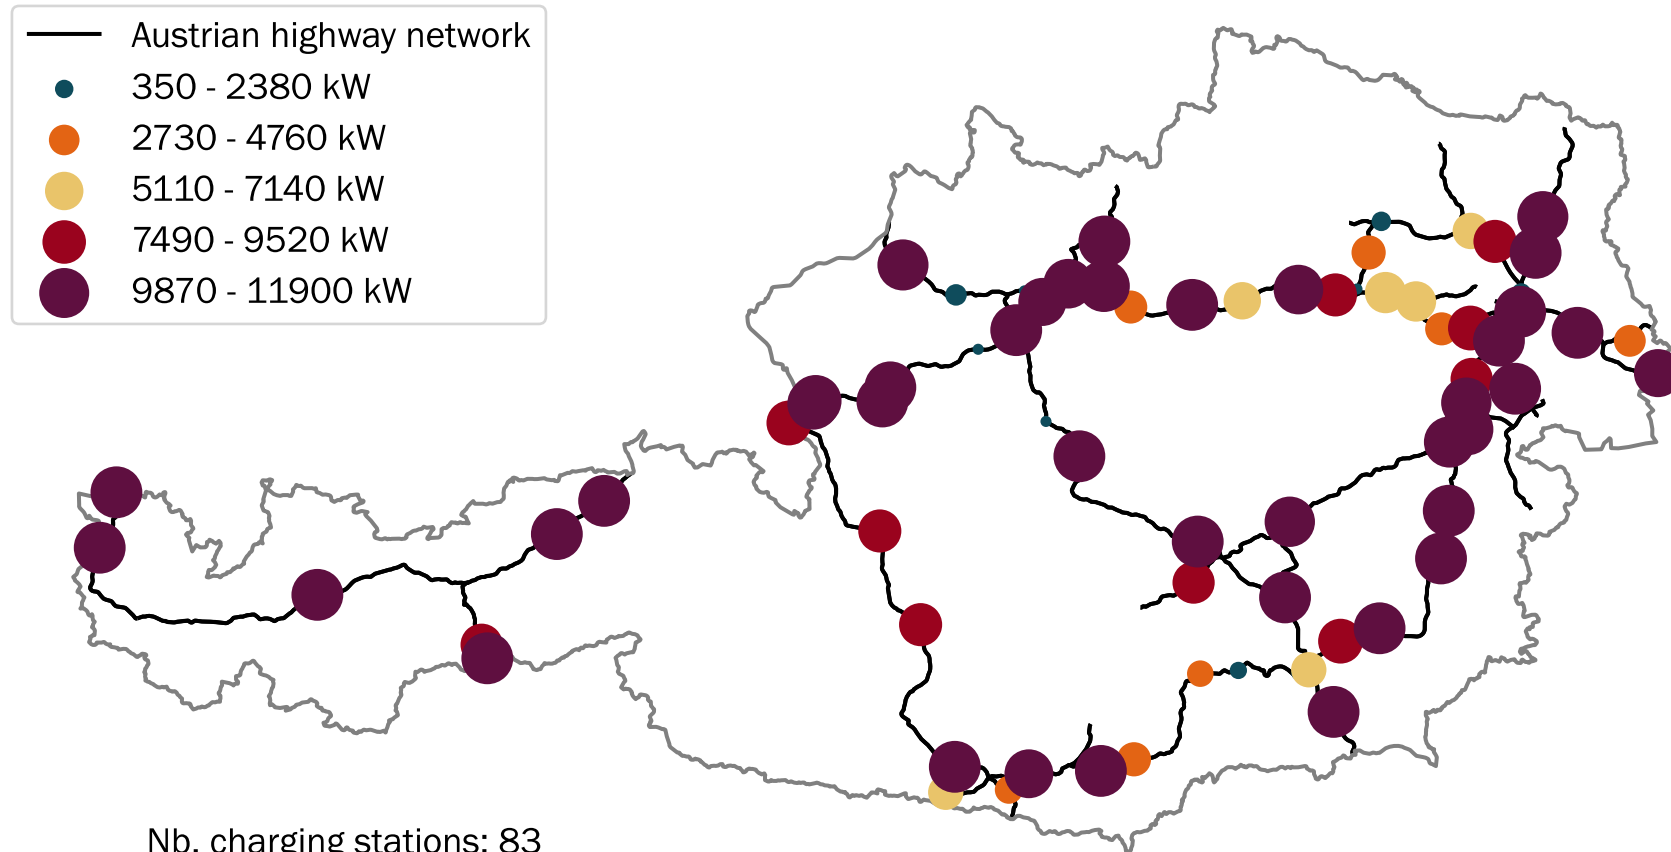 Austrian highway network
350 - 2380 kW
2730 - 4760 kW
5110 - 7140 kW
7490 - 9520 kW
9870 - 11900 kW
Nb. charging stations: 83